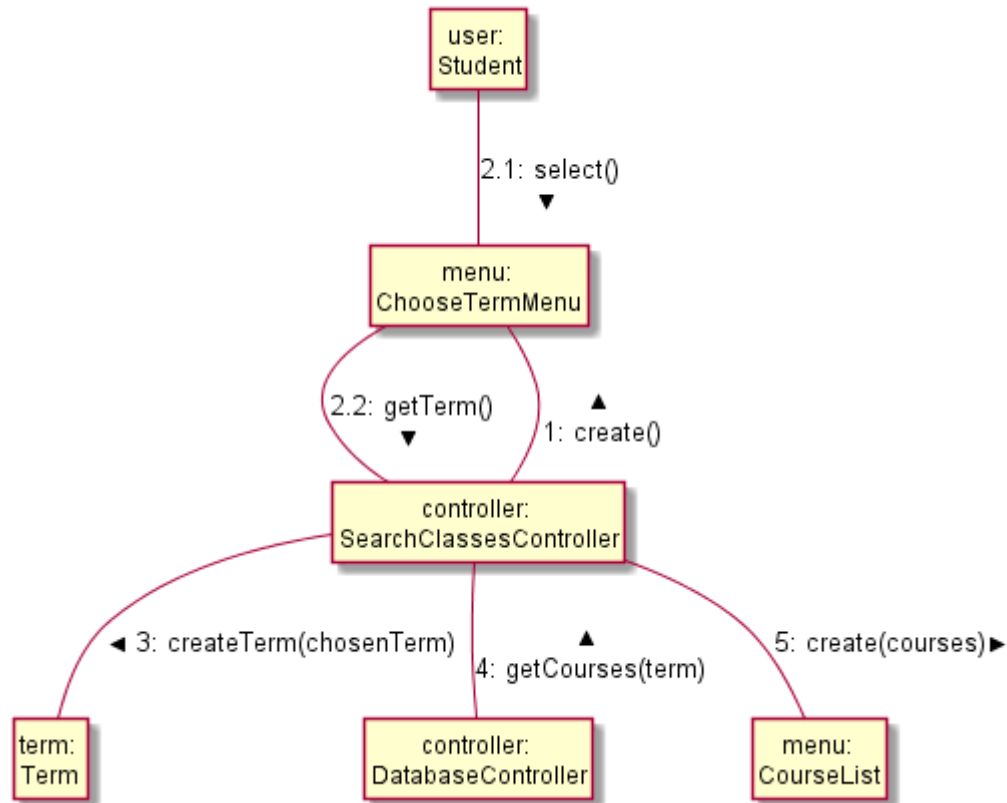 user:
Student
2.1: select()
▼
menu:
ChooseTermMenu
2.2: getTerm()
▼
▲
1: create()
controller:
SearchClassesController
◄ 3: createTerm(chosenTerm)
▲
4: getCourses(term)
5: create(courses)►
term:
Term
controller:
DatabaseController
menu:
CourseList